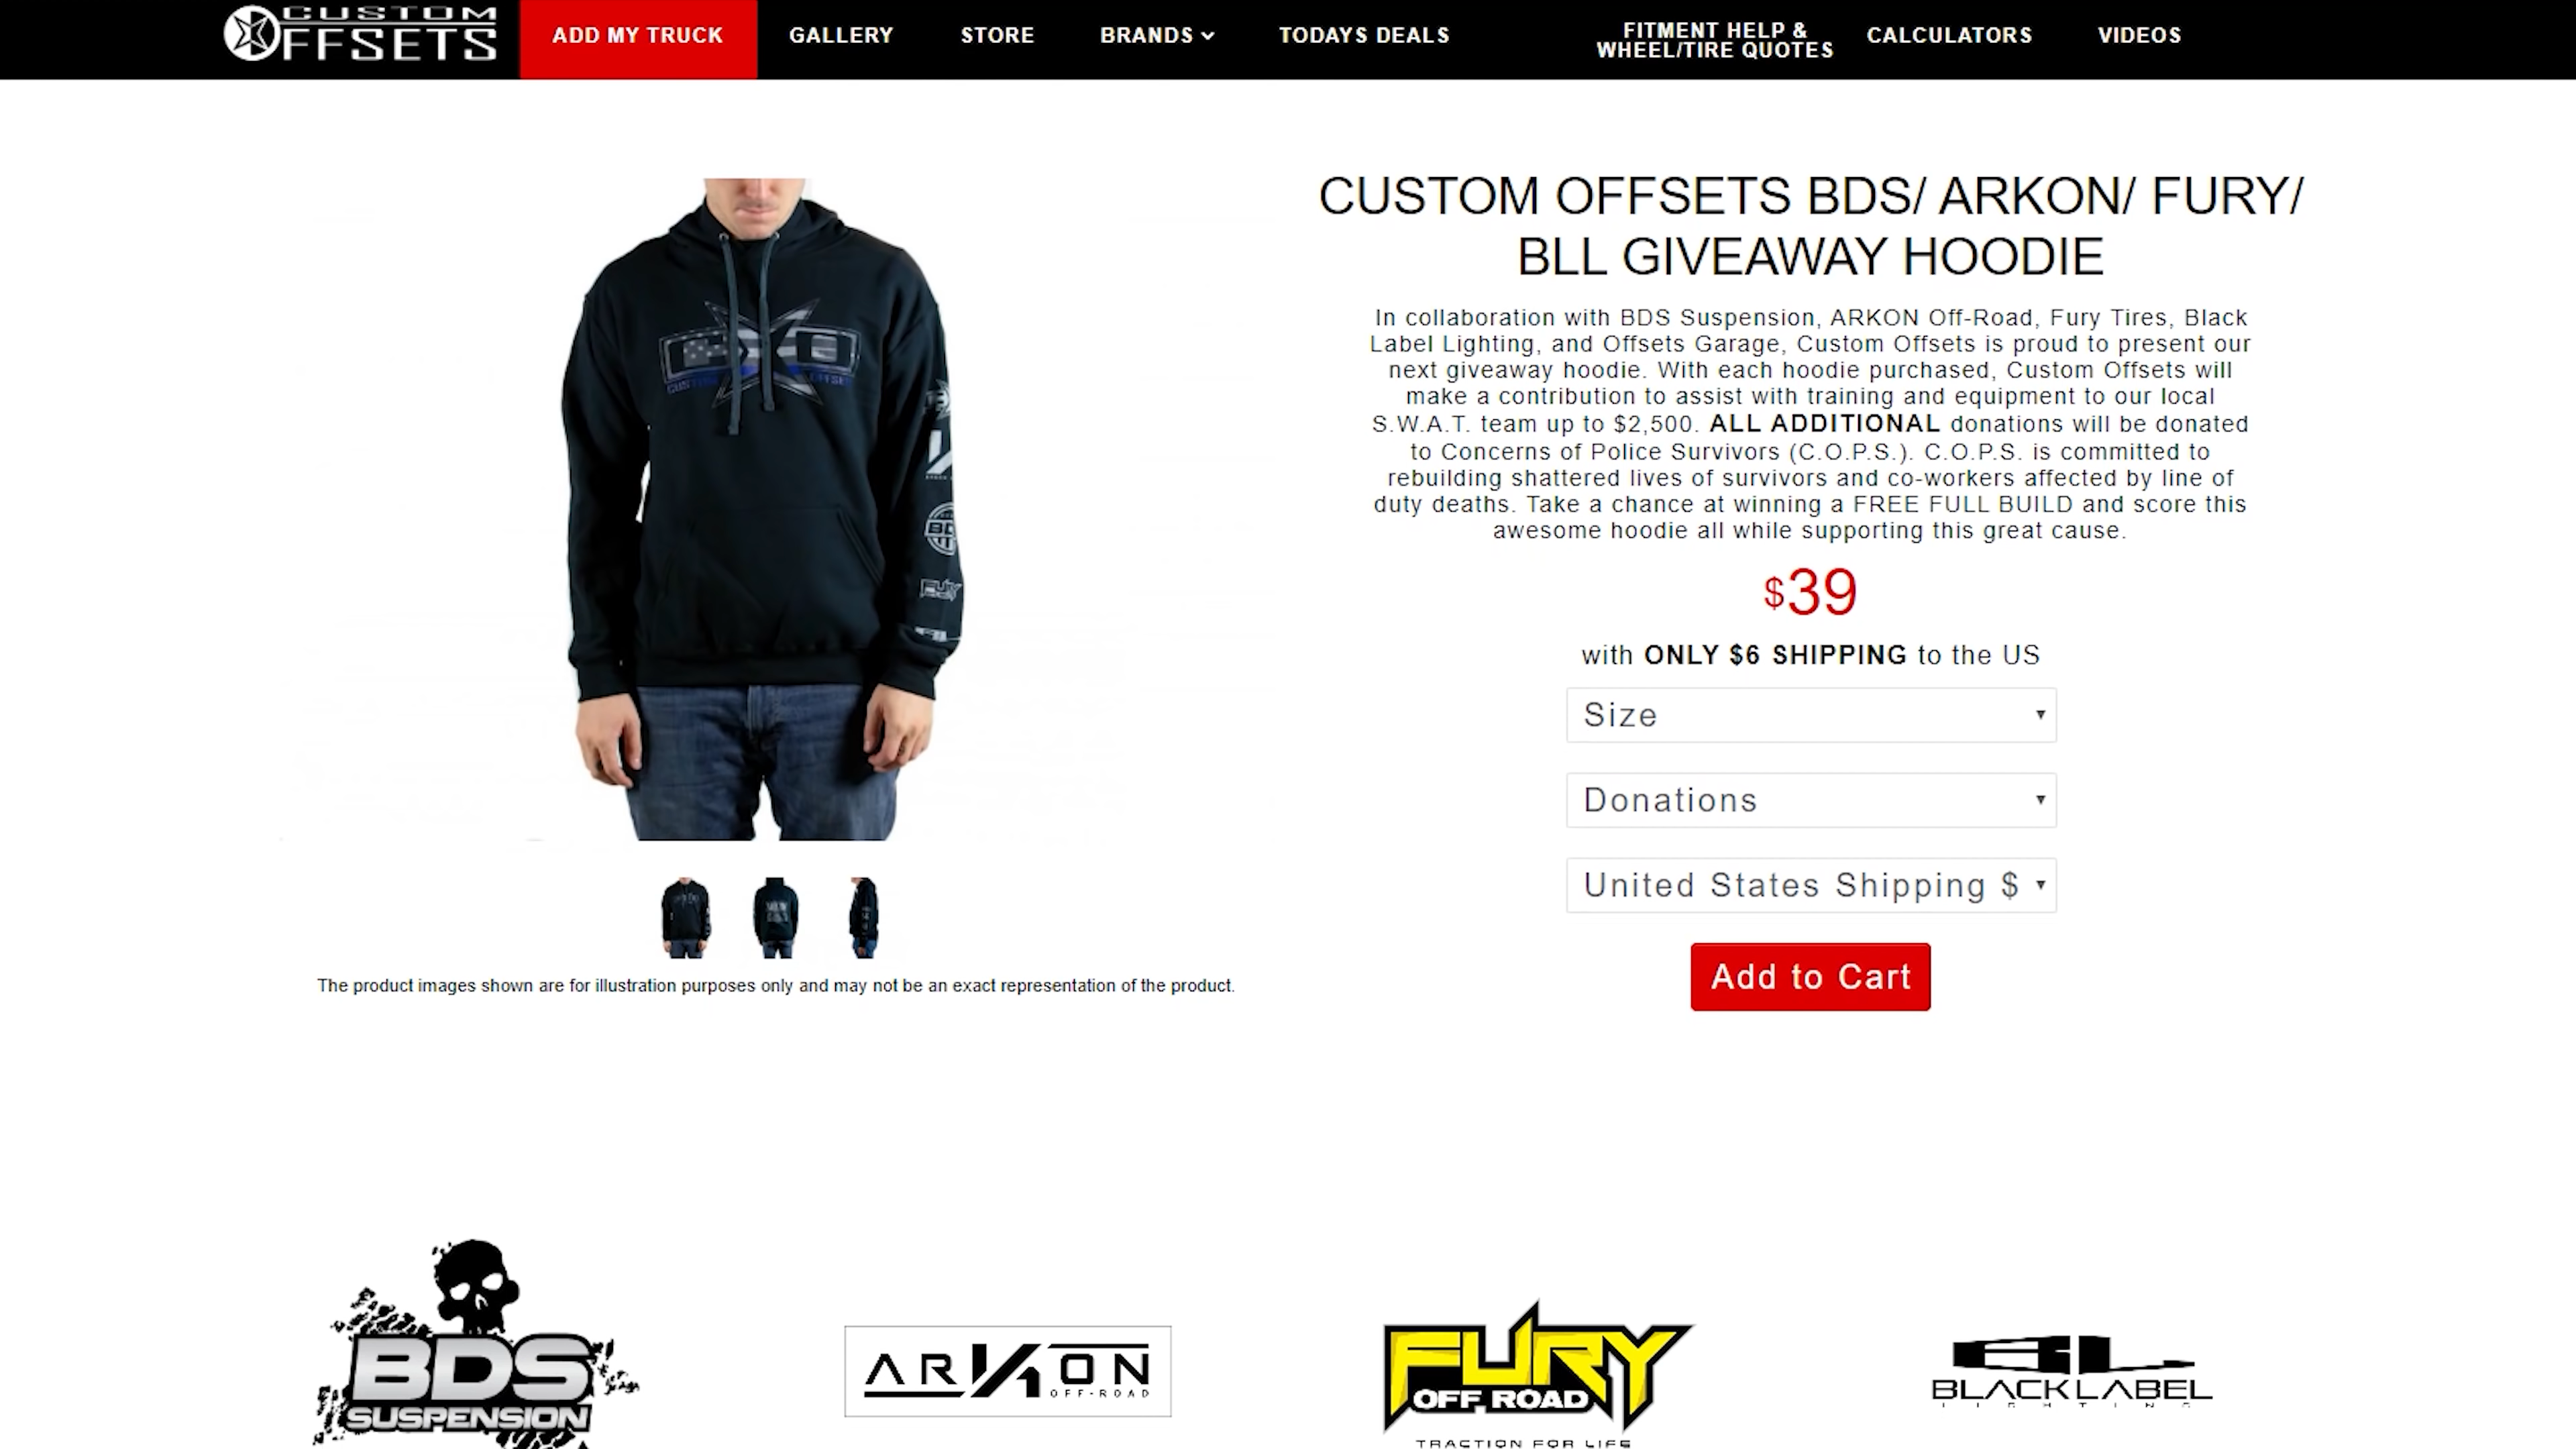 CUSTOM
OFFSETS
ADD MY TRUCK
GALLERY
STORE
BRANDS
TODAYS DEALS
FITMENT HELP &
WHEEL/TIRE QUOTES
CALCULATORS
VIDEOS
CUSTOM OFFSETS BDS/ ARKON/ FURY/
BLL GIVEAWAY HOODIE
In collaboration with BDS Suspension, ARKON Off-Road, Fury Tires, Black
Label Lighting, and Offsets Garage, Custom Offsets is proud to present our
next giveaway hoodie. With each hoodie purchased, Custom Offsets will
make a contribution to assist with training and equipment to our local
S.W.A.T. team up to $2,500. ALL ADDITIONAL donations will be donated
to Concerns of Police Survivors (C.O.P.S.). C.O.P.S. is committed to
rebuilding shattered lives of survivors and co-workers affected by line of
duty deaths. Take a chance at winning a FREE FULL BUILD and score this
awesome hoodie all while supporting this great cause.
$39
with ONLY $6 SHIPPING to the US
Size
Donations
United States Shipping $
Add to Cart
FURY
The product images shown are for illustration purposes only and may not be an exact representation of the product.
BDS
SUSPENSION
ARKON
OFF-ROAD
FURY
OFF ROAD
TRACTION FOR LIFE
BL
BLACK LABEL